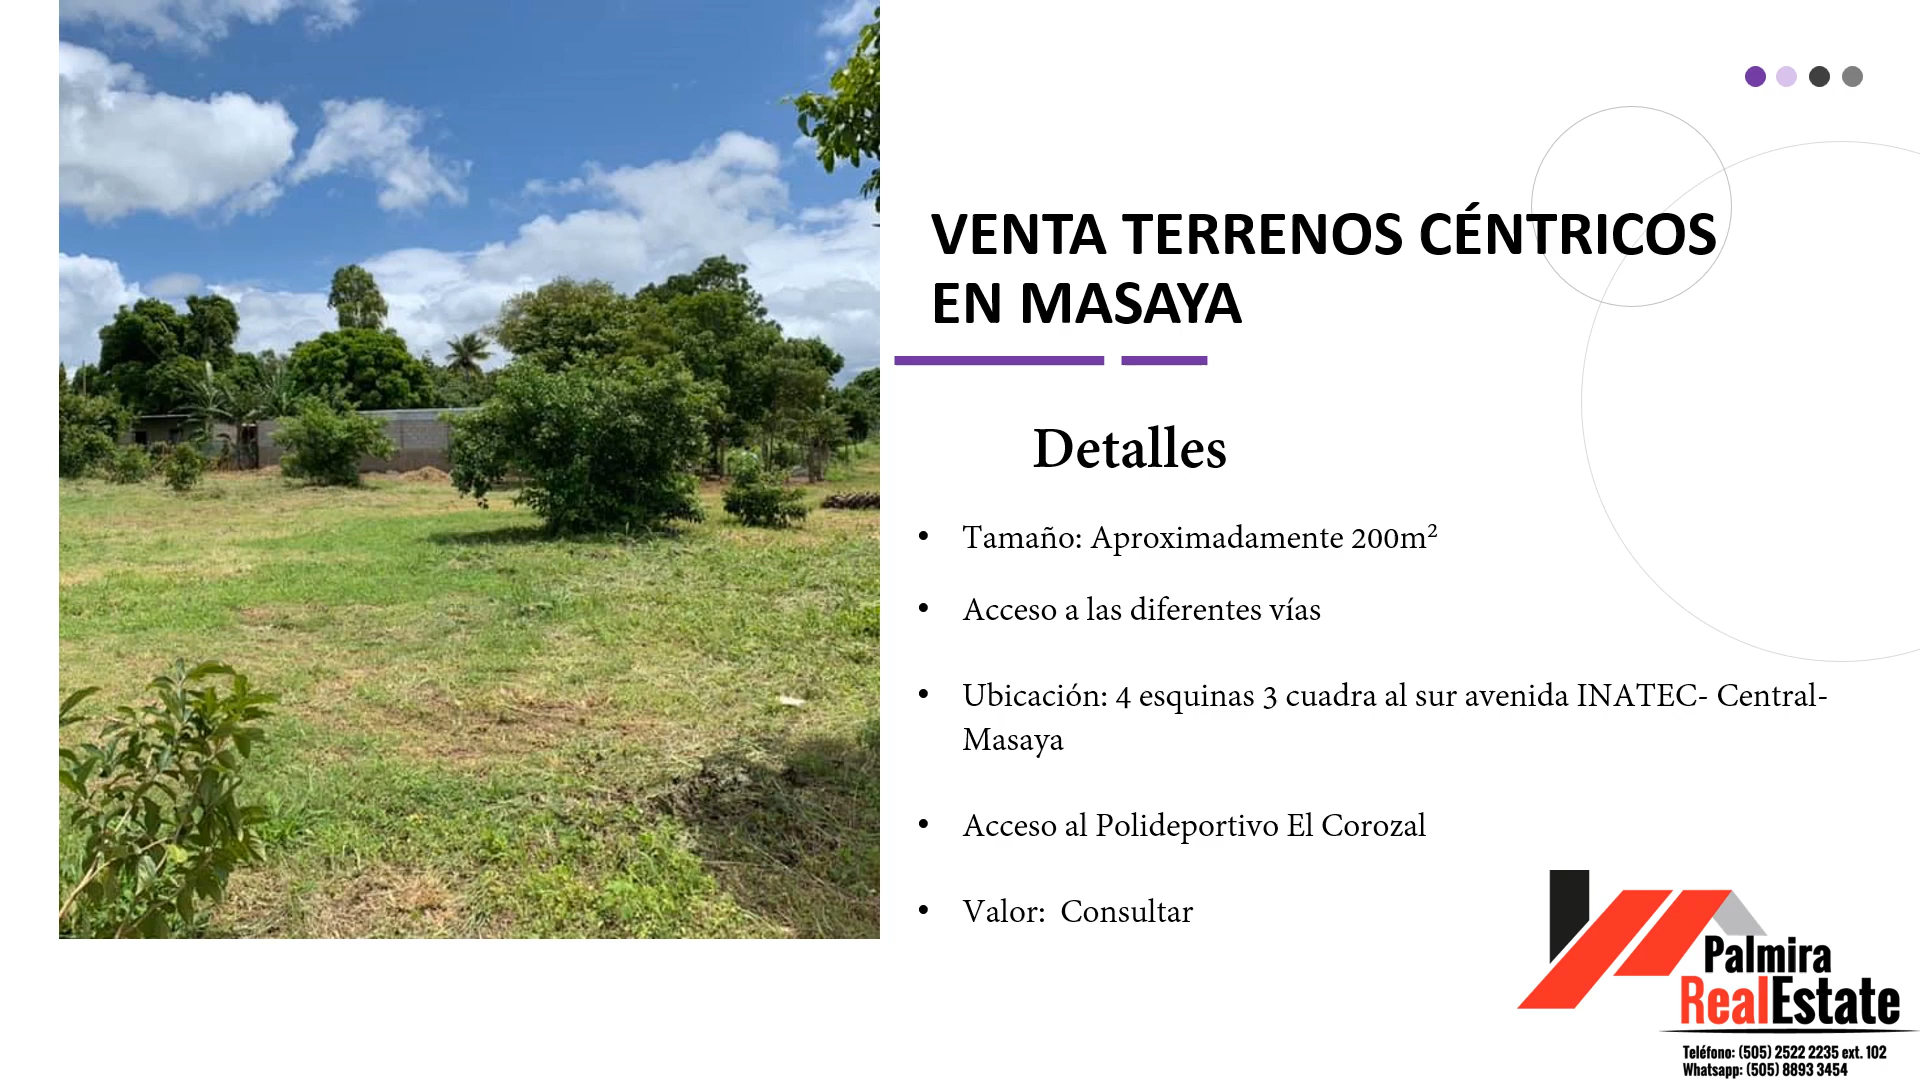 VENTA TERRENOS CÉNTRICOS
EN MASAYA
Detalles
• Tamaño: Aproximadamente 200m²
• Acceso a las diferentes vías
• Ubicación: 4 esquinas 3 cuadra al sur avenida INATEC- Central-
Masaya
• Acceso al Polideportivo El Corozal
• Valor:  Consultar
Palmira
RealEstate
Teléfono: (505) 2522 2235 ext. 102
Whatsapp: (505) 8893 3454